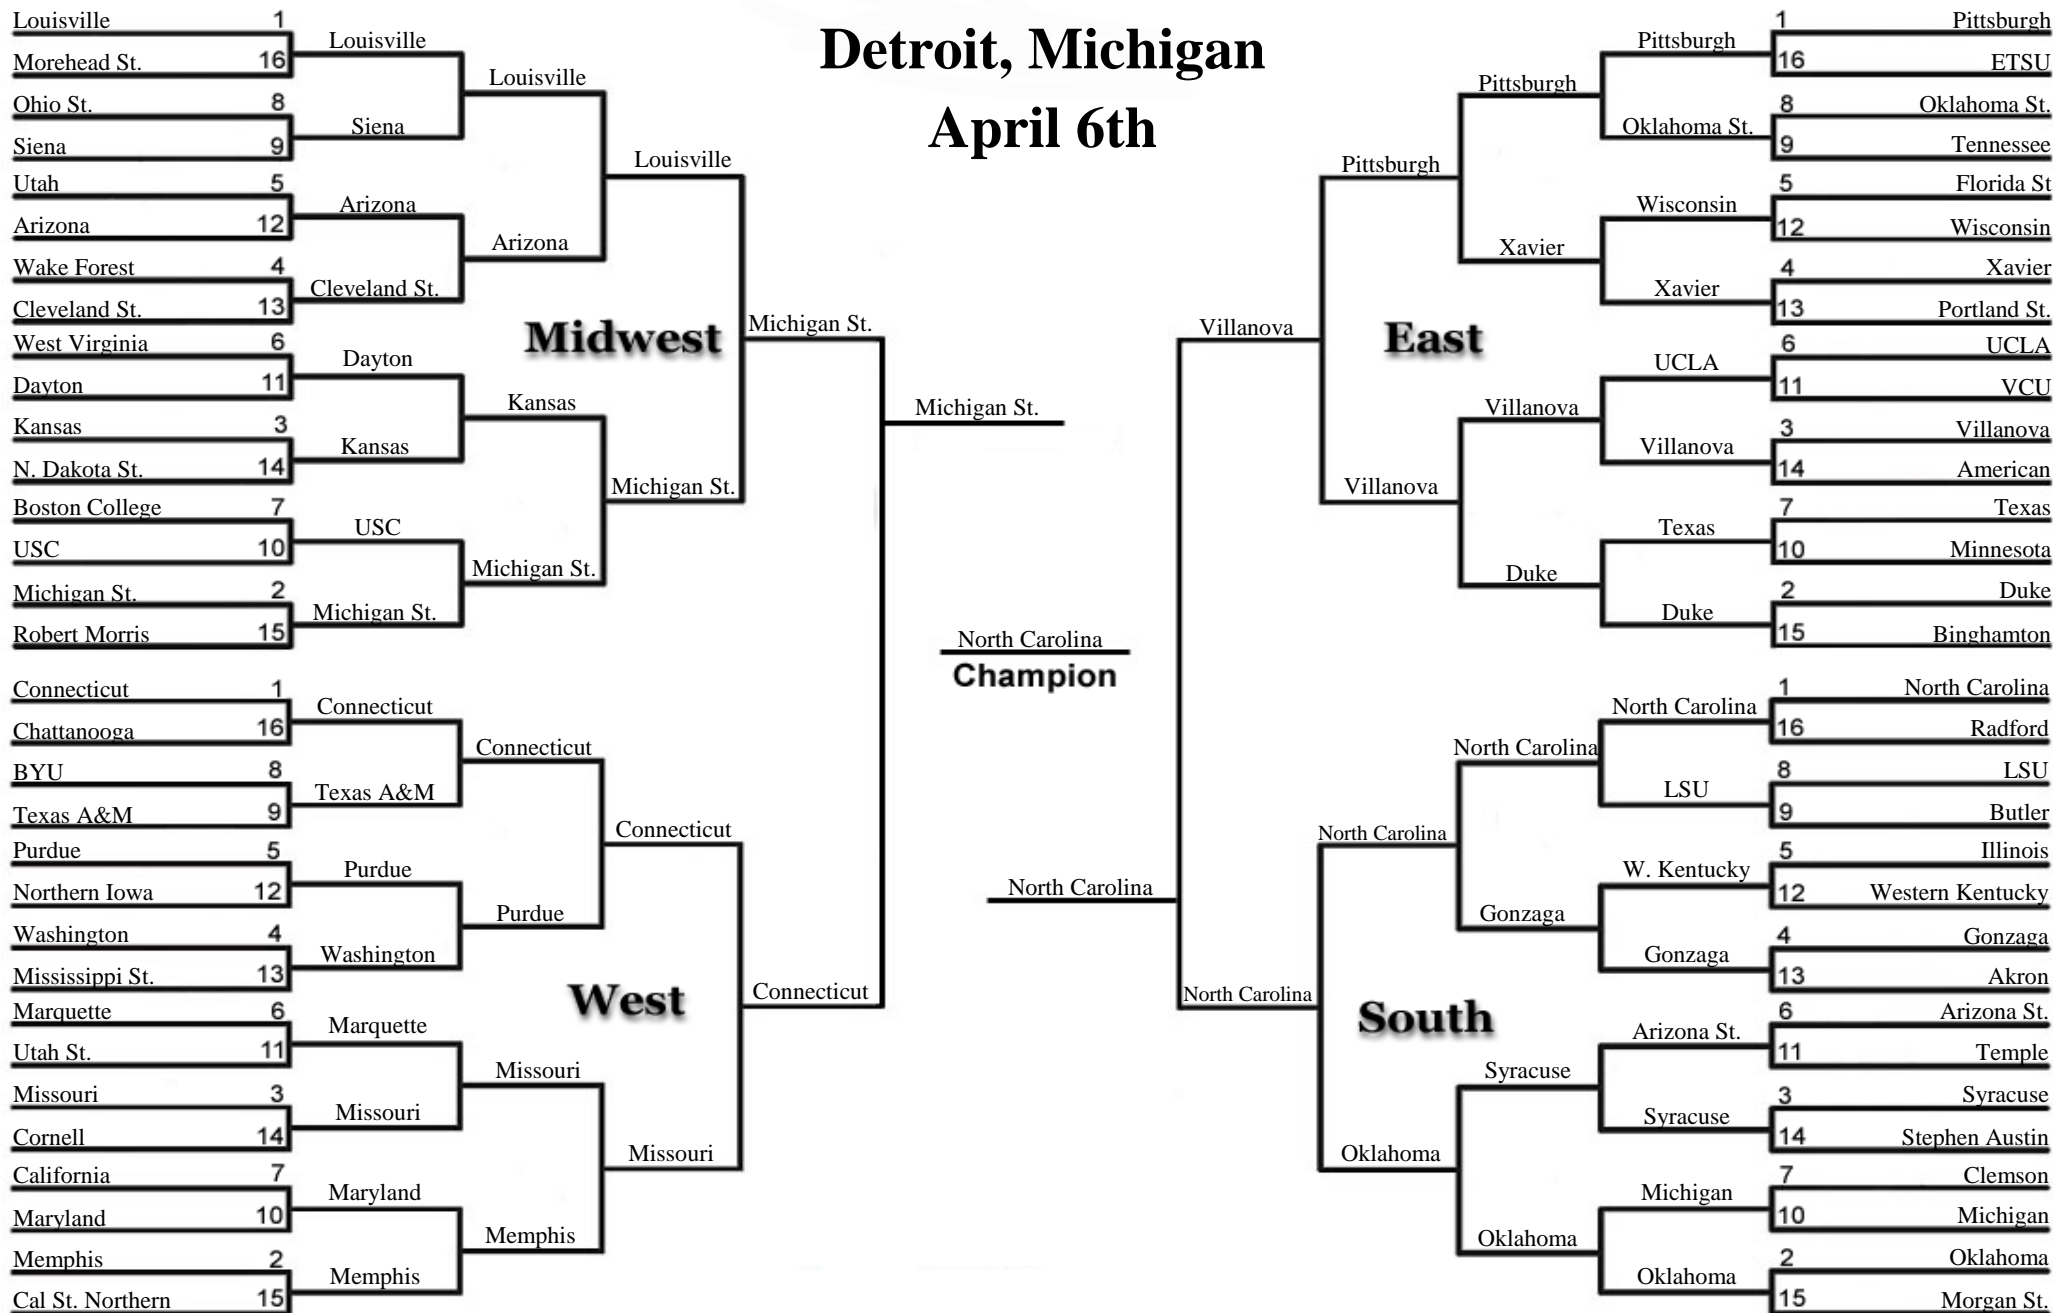 Detroit, Michigan
April 6th
Louisville 1
Morehead St. 16
Ohio St. 8
Siena 9
Utah 5
Arizona 12
Wake Forest 4
Cleveland St. 13
West Virginia 6
Dayton 11
Kansas 3
N. Dakota St. 14
Boston College 7
USC 10
Michigan St. 2
Robert Morris 15
Louisville
Siena
Arizona
Cleveland St.
Dayton
Kansas
USC
Michigan St.
Louisville
Arizona
Kansas
Michigan St.
Louisville
Michigan St.
Midwest
Michigan St.
Connecticut 1
Chattanooga 16
BYU 8
Texas A&M 9
Purdue 5
Northern Iowa 12
Washington 4
Mississippi St. 13
Marquette 6
Utah St. 11
Missouri 3
Cornell 14
California 7
Maryland 10
Memphis 2
Cal St. Northern 15
Connecticut
Texas A&M
Purdue
Washington
Marquette
Missouri
Maryland
Memphis
Connecticut
Purdue
Missouri
Memphis
Connecticut
Missouri
West
Connecticut
Michigan St.
North Carolina
Champion
North Carolina
Villanova
East
Pittsburgh
Villanova
Pittsburgh
Xavier
Villanova
Duke
Pittsburgh
Oklahoma St.
Wisconsin
Xavier
UCLA
Villanova
Texas
Duke
1 Pittsburgh
16 ETSU
8 Oklahoma St.
9 Tennessee
5 Florida St
12 Wisconsin
4 Xavier
13 Portland St.
6 UCLA
11 VCU
3 Villanova
14 American
7 Texas
10 Minnesota
2 Duke
15 Binghamton
North Carolina
South
North Carolina
Oklahoma
North Carolina
Gonzaga
Syracuse
Oklahoma
North Carolina
LSU
W. Kentucky
Gonzaga
Arizona St.
Syracuse
Michigan
Oklahoma
1 North Carolina
16 Radford
8 LSU
9 Butler
5 Illinois
12 Western Kentucky
4 Gonzaga
13 Akron
6 Arizona St.
11 Temple
3 Syracuse
14 Stephen Austin
7 Clemson
10 Michigan
2 Oklahoma
15 Morgan St.